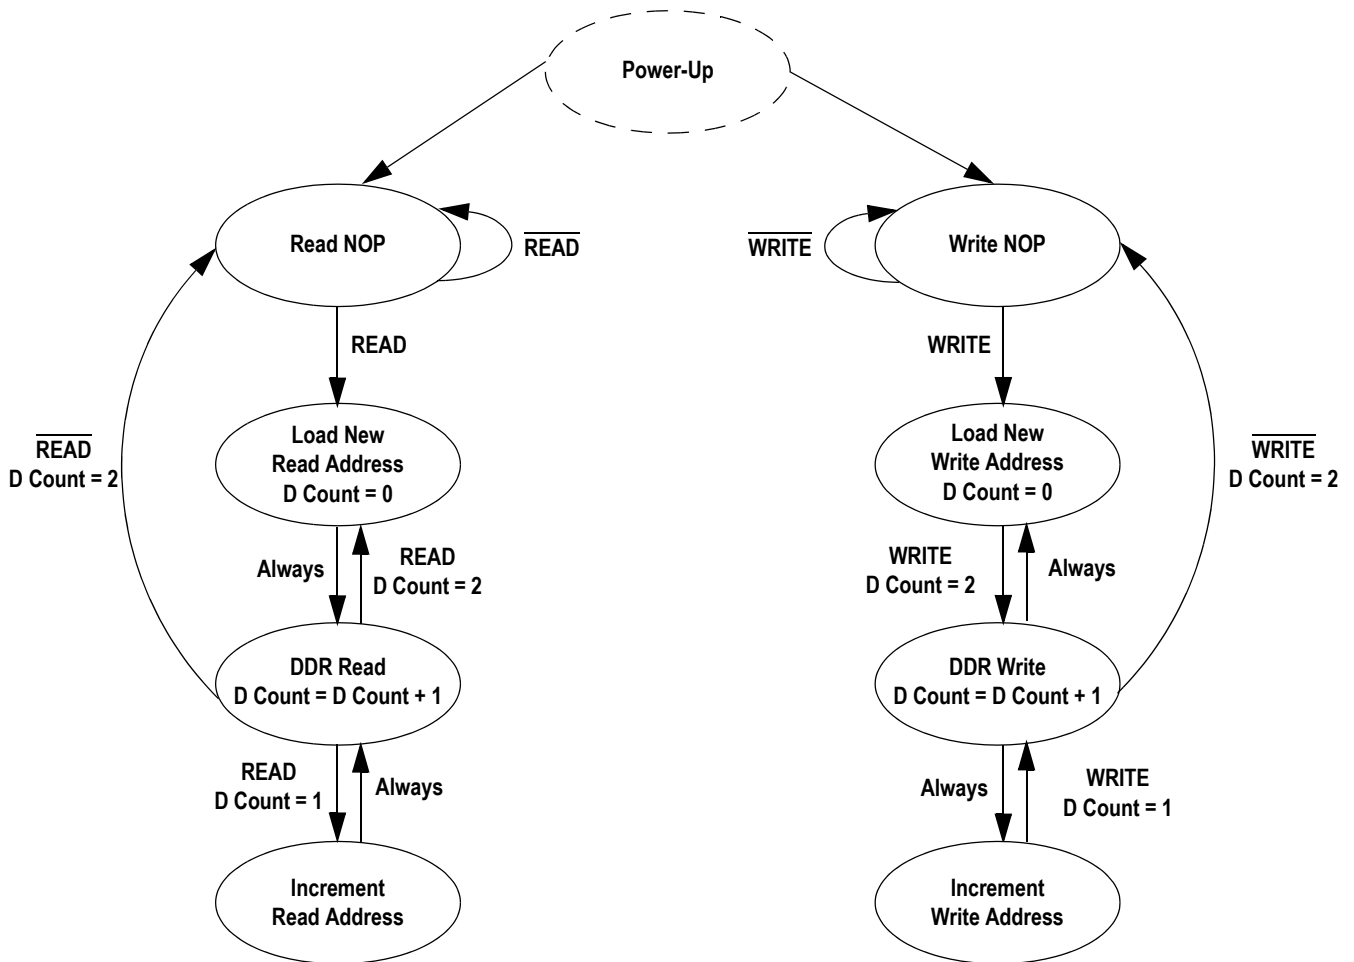 Power-Up
Read NOP
READ
WRITE
Write NOP
READ
WRITE
Load New
Read Address
D Count = 0
Load New
Write Address
D Count = 0
READ
D Count = 2
WRITE
D Count = 2
Always
READ
D Count = 2
WRITE
D Count = 2
Always
DDR Read
D Count = D Count + 1
DDR Write
D Count = D Count + 1
READ
D Count = 1
Always
Always
WRITE
D Count = 1
Increment
Read Address
Increment
Write Address